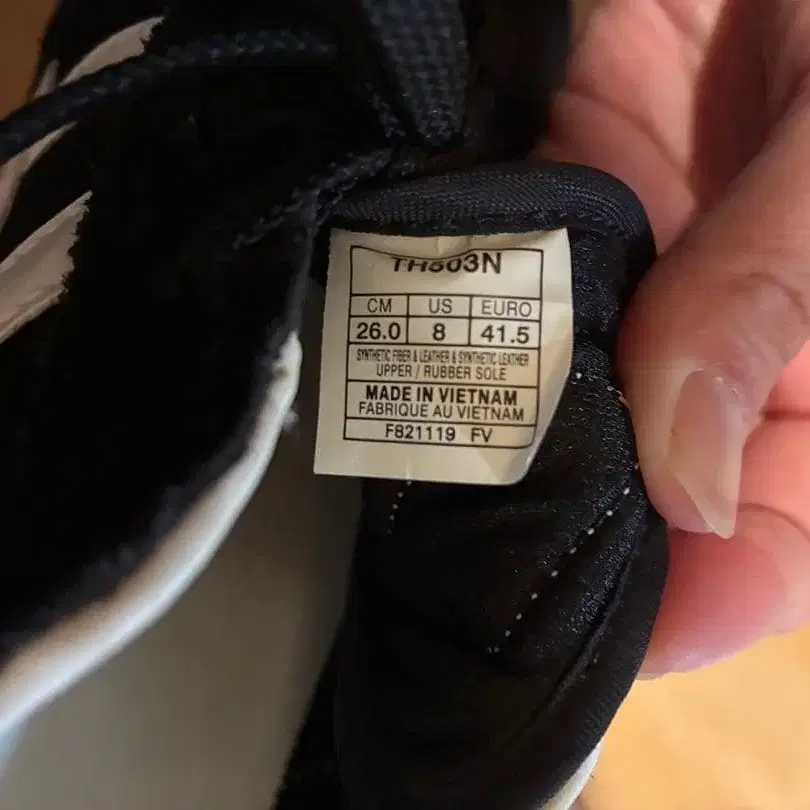 TH503N
CM US EURO
26.0 8 41.5
SYNTHETIC FIBER & LEATHER & SYNTHETIC LEATHER
UPPER / RUBBER SOLE
MADE IN VIETNAM
FABRIQUE AU VIETNAM
F821119 FV